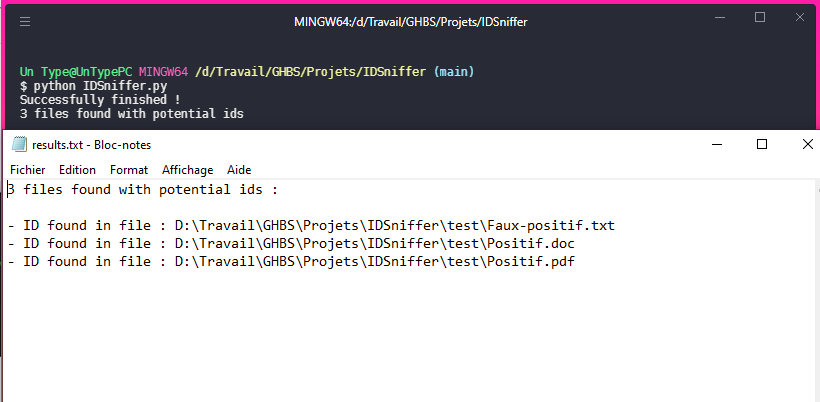 MINGW64:/d/Travail/GHBS/Projets/IDSniffer
Un Type@UnTypePC MINGW64 /d/Travail/GHBS/Projets/IDSniffer (main)
$ python IDSniffer.py
Successfully finished !
3 files found with potential ids
results.txt - Bloc-notes
Fichier Edition Format Affichage Aide
3 files found with potential ids :
- ID found in file : D:\Travail\GHBS\Projets\IDSniffer\test\Faux-positif.txt
- ID found in file : D:\Travail\GHBS\Projets\IDSniffer\test\Positif.doc
- ID found in file : D:\Travail\GHBS\Projets\IDSniffer\test\Positif.pdf